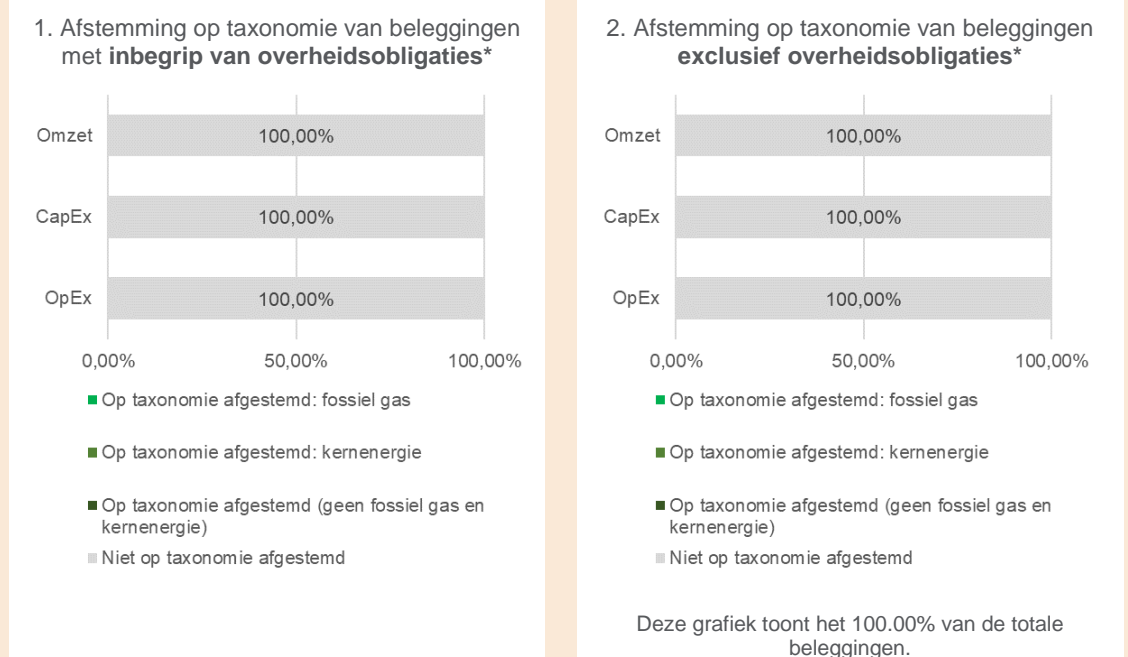 1. Afstemming op taxonomie van beleggingen
met inbegrip van overheidsobligaties*
Omzet
100,00%
CapEx
100,00%
OpEx
100,00%
0,00%
50,00%
100,00%
Op taxonomie afgestemd: fossiel gas
Op taxonomie afgestemd: kernenergie
Op taxonomie afgestemd (geen fossiel gas en
kernenergie)
Niet op taxonomie afgestemd
2. Afstemming op taxonomie van beleggingen
exclusief overheidsobligaties*
Omzet
100,00%
CapEx
100,00%
OpEx
100,00%
0,00%
50,00%
100,00%
Op taxonomie afgestemd: fossiel gas
Op taxonomie afgestemd: kernenergie
Op taxonomie afgestemd (geen fossiel gas en
kernenergie)
Niet op taxonomie afgestemd
Deze grafiek toont het 100.00% van de totale
beleggingen.